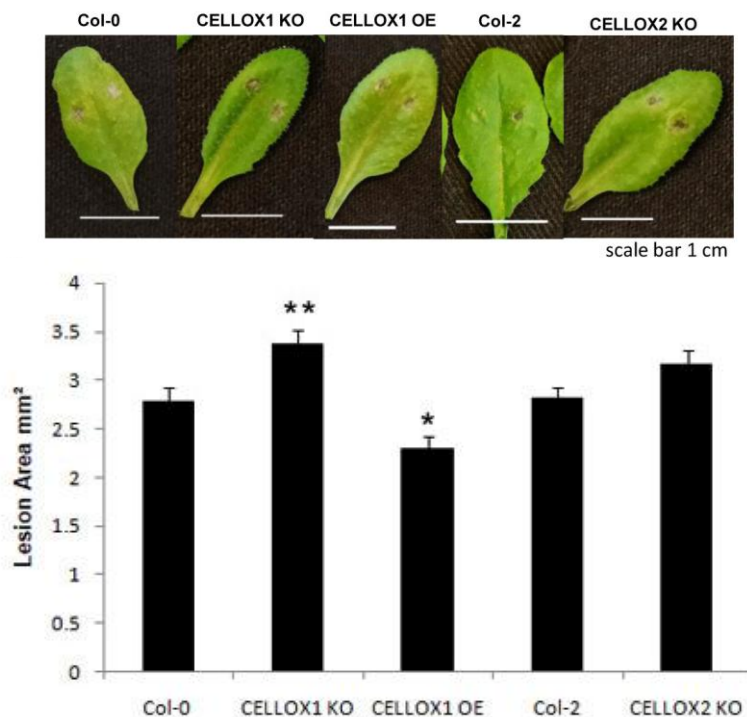 Col-0 CELLOX1 KO CELLOX1 OE Col-2 CELLOX2 KO
scale bar 1 cm
Lesion Area mm²
4
3.5
**
3
2.5
*
2
1.5
1
0.5
0
Col-0 CELLOX1 KO CELLOX1 OE Col-2 CELLOX2 KO